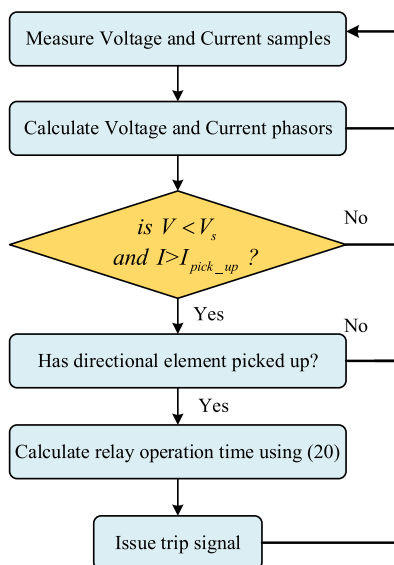 Measure Voltage and Current samples
Calculate Voltage and Current phasors
is V < Vs
and I>Ipick_up ?
No
Yes
No
Has directional element picked up?
Yes
Calculate relay operation time using (20)
Issue trip signal